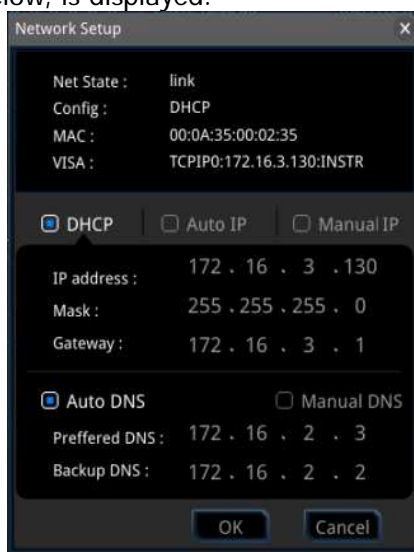 low, is displayed.
Network Setup x
Net State : link
Config : DHCP
MAC : 00:0A:35:00:02:35
VISA : TCPIP0:172.16.3.130:INSTR
DHCP Auto IP Manual IP
IP address : 172 . 16 . 3 . 130
Mask : 255 . 255 . 255 . 0
Gateway : 172 . 16 . 3 . 1
Auto DNS Manual DNS
Preffered DNS : 172 . 16 . 2 . 3
Backup DNS : 172 . 16 . 2 . 2
OK Cancel